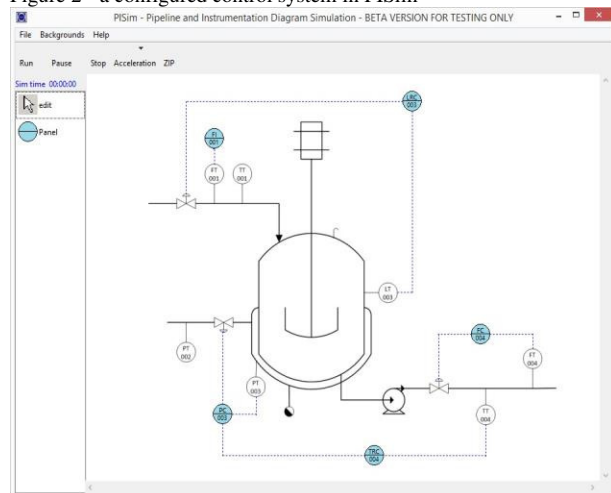 Figure 2 - a configured control system in PISim
PISim - Pipeline and Instrumentation Diagram Simulation - BETA VERSION FOR TESTING ONLY
File Backgrounds Help
Run Pause Stop Acceleration ZIP
Sim time 00:00:00
edit
Panel
LRC
003
FI
001
FT
001
TT
001
LT
003
PT
002
PT
003
PC
003
FC
004
FT
004
TT
004
TRC
004